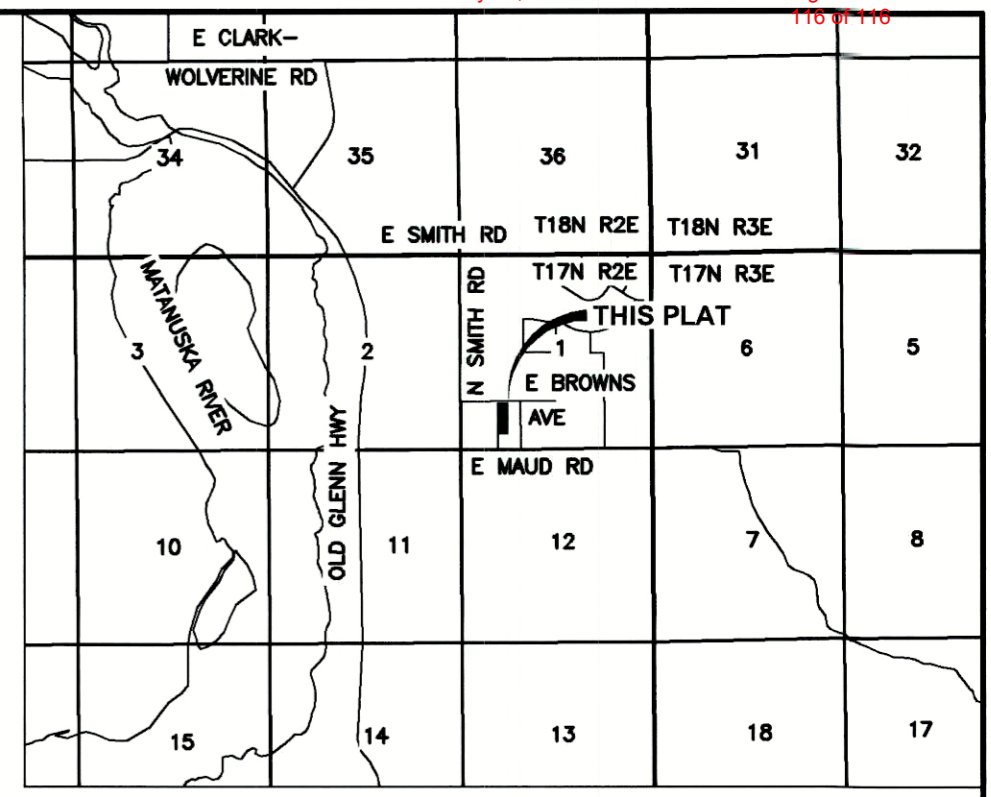 116 of 116
E CLARK-
WOLVERINE RD
34
35
36
31
32
E SMITH RD
T18N R2E
T18N R3E
T17N R2E
T17N R3E
MATANUSKA RIVER
N SMITH RD
THIS PLAT
3
2
1
6
5
E BROWNS
AVE
OLD GLENN HWY
E MAUD RD
10
11
12
7
8
15
14
13
18
17